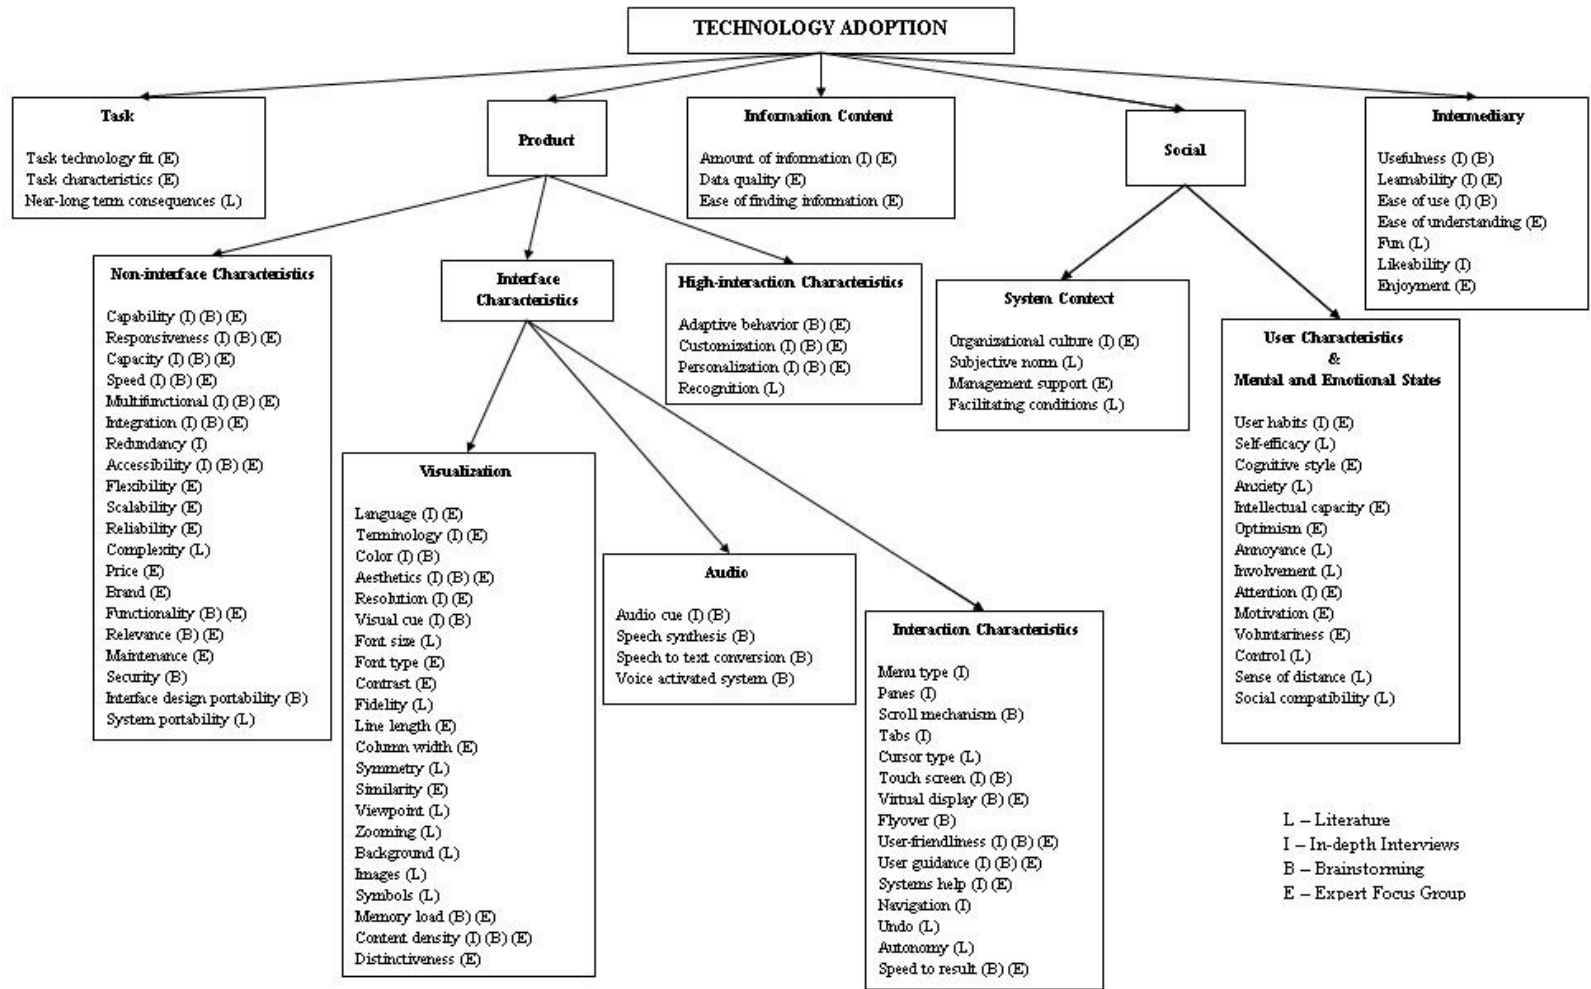 TECHNOLOGY ADOPTION
Task
Task technology fit (E)
Task characteristics (E)
Near-long term consequences (L)
Product
Information Content
Amount of information (I) (E)
Data quality (E)
Ease of finding information (E)
Social
Intermediary
Usefulness (I) (B)
Learnability (I) (E)
Ease of use (I) (B)
Ease of understanding (E)
Fun (L)
Likeability (I)
Enjoyment (E)
Non-interface Characteristics
Capability (I) (B) (E)
Responsiveness (I) (B) (E)
Capacity (I) (B) (E)
Speed (I) (B) (E)
Multifunctional (I) (B) (E)
Integration (I) (B) (E)
Redundancy (I)
Accessibility (I) (B) (E)
Flexibility (E)
Scalability (E)
Reliability (E)
Complexity (L)
Price (E)
Brand (E)
Functionality (B) (E)
Relevance (B) (E)
Maintenance (E)
Security (B)
Interface design portability (B)
System portability (L)
Interface
Characteristics
High-interaction Characteristics
Adaptive behavior (B) (E)
Customization (I) (B) (E)
Personalization (I) (B) (E)
Recognition (L)
System Context
Organizational culture (I) (E)
Subjective norm (L)
Management support (E)
Facilitating conditions (L)
User Characteristics
&
Mental and Emotional States
User habits (I) (E)
Self-efficacy (L)
Cognitive style (E)
Anxiety (L)
Intellectual capacity (E)
Optimism (E)
Annoyance (L)
Involvement (L)
Attention (I) (E)
Motivation (E)
Voluntariness (E)
Control (L)
Sense of distance (L)
Social compatibility (L)
Visualization
Language (I) (E)
Terminology (I) (E)
Color (I) (B)
Aesthetics (I) (B) (E)
Resolution (I) (E)
Visual cue (I) (B)
Font size (L)
Font type (E)
Contrast (E)
Fidelity (L)
Line length (E)
Column width (E)
Symmetry (L)
Similarity (E)
Viewpoint (L)
Zooming (L)
Background (L)
Images (L)
Symbols (L)
Memory load (B) (E)
Content density (I) (B) (E)
Distinctiveness (E)
Audio
Audio cue (I) (B)
Speech synthesis (B)
Speech to text conversion (B)
Voice activated system (B)
Interaction Characteristics
Menu type (I)
Panes (I)
Scroll mechanism (B)
Tabs (I)
Cursor type (L)
Touch screen (I) (B)
Virtual display (B) (E)
Flyover (B)
User-friendliness (I) (B) (E)
User guidance (I) (B) (E)
Systems help (I) (E)
Navigation (I)
Undo (L)
Autonomy (L)
Speed to result (B) (E)
L – Literature
I – In-depth Interviews
B – Brainstorming
E – Expert Focus Group